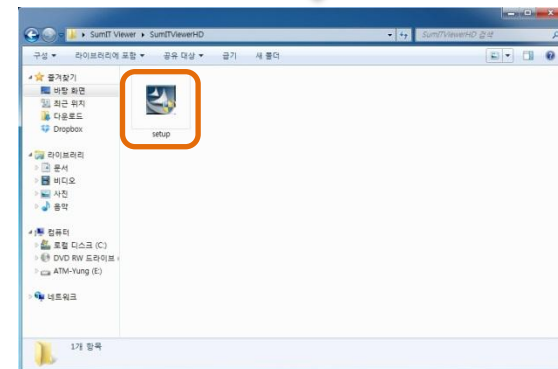 SumIT Viewer ▸ SumITViewerHD
SumITViewerHD 검색
구성 라이브러리에 포함 공유 대상 굽기 새 폴더
즐겨찾기
바탕 화면
최근 위치
다운로드
Dropbox
setup
라이브러리
문서
비디오
사진
음악
컴퓨터
로컬 디스크 (C:)
DVD RW 드라이브
ATM-Yung (E:)
네트워크
1개 항목